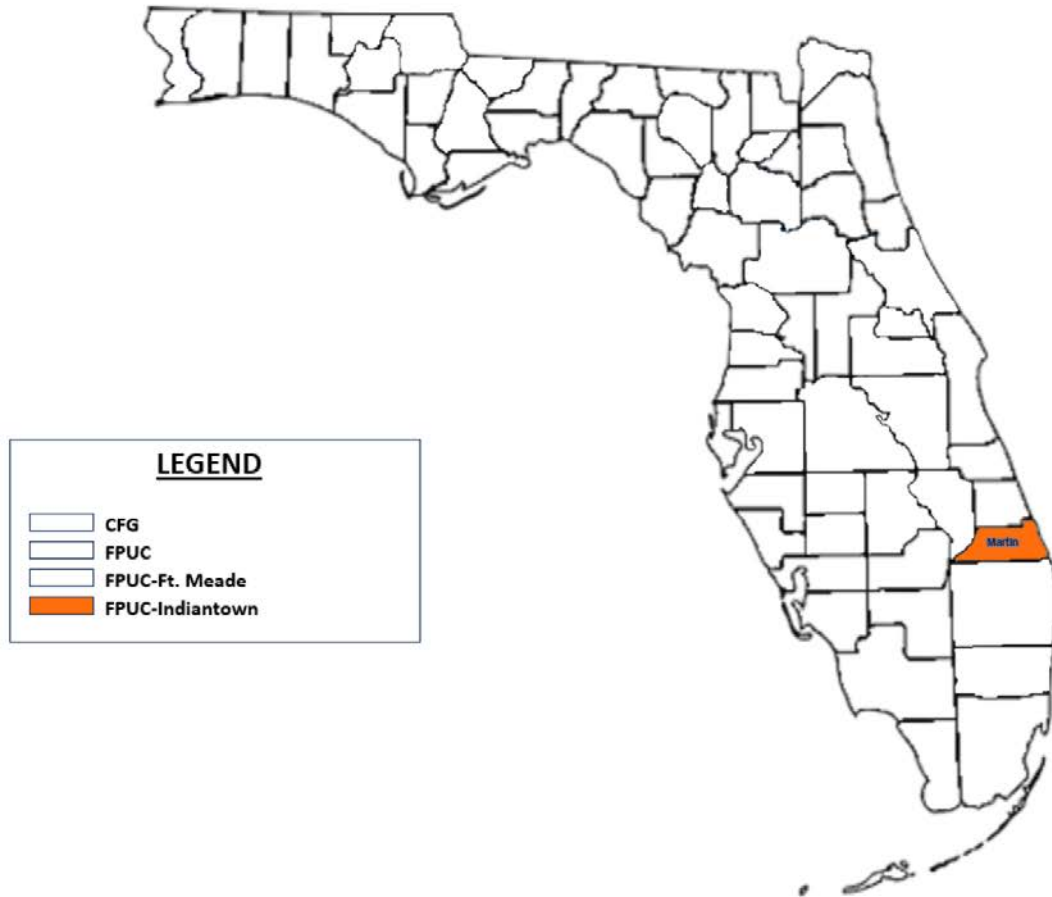 LEGEND
CFG
FPUC
FPUC-Ft. Meade
FPUC-Indiantown
Martin